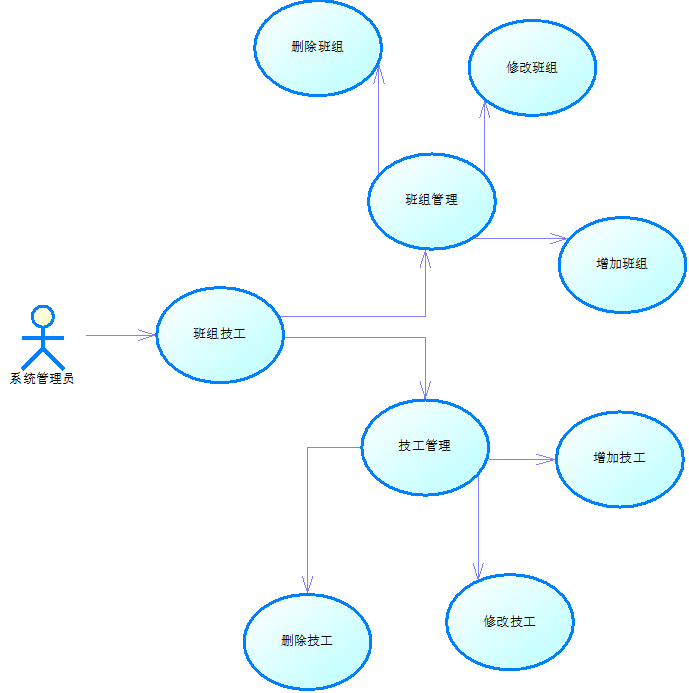 删除班组
修改班组
班组管理
增加班组
班组技工
系统管理员
技工管理
增加技工
修改技工
删除技工